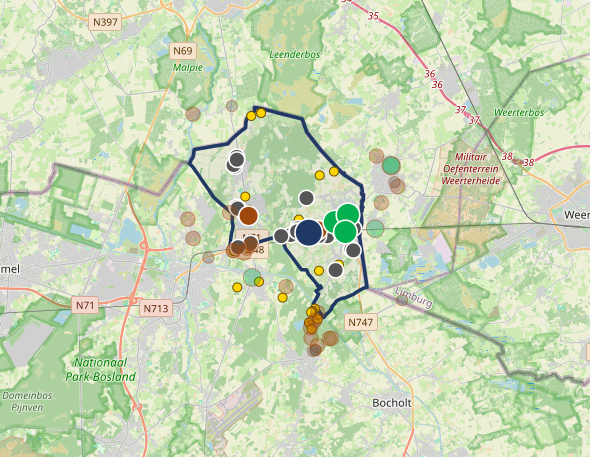 N397
35
N69
Malpie
Leenderbos
36
36
37
37
Weerterbos
Militair
Oefenterrein
Weerterheide
38
38
Weer
mel
N71
N713
Limburg
N747
Nationaal
Park Bosland
Domeinbos
Pijnven
Bocholt